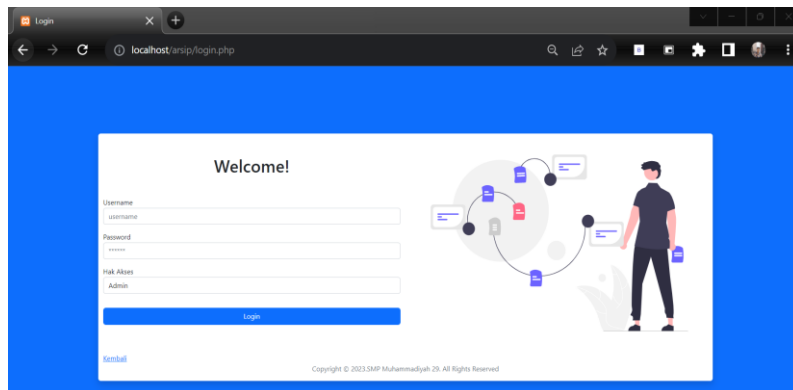 Login
localhost/arsip/login.php
Welcome!
Username
username
Password
******
Hak Akses
Admin
Login
Kembali
Copyright © 2023.SMP Muhammadiyah 29. All Rights Reserved